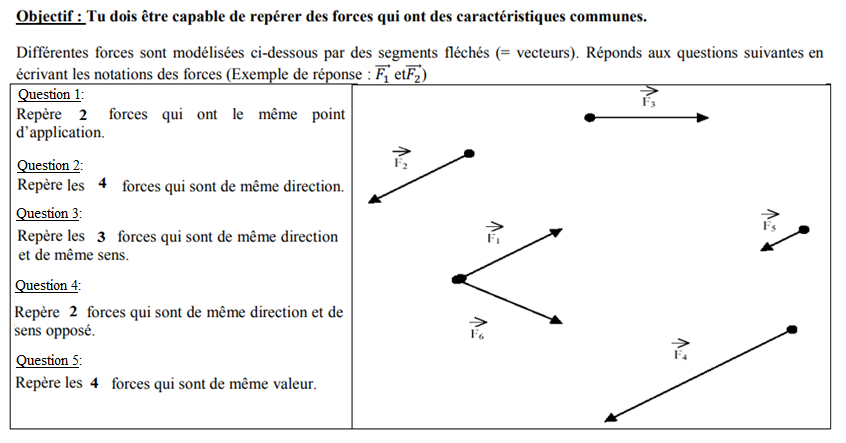 Objectif : Tu dois être capable de repérer des forces qui ont des caractéristiques communes.
Différentes forces sont modélisées ci-dessous par des segments fléchés (= vecteurs). Réponds aux questions suivantes en
écrivant les notations des forces (Exemple de réponse : F₁ et F₂)
Question 1:
Repère 2 forces qui ont le même point
d'application.
Question 2:
Repère les 4 forces qui sont de même direction.
Question 3:
Repère les 3 forces qui sont de même direction
et de même sens.
Question 4:
Repère 2 forces qui sont de même direction et de
sens opposé.
Question 5:
Repère les 4 forces qui sont de même valeur.
F₃
F₂
F₁
F₅
F₆
F₄